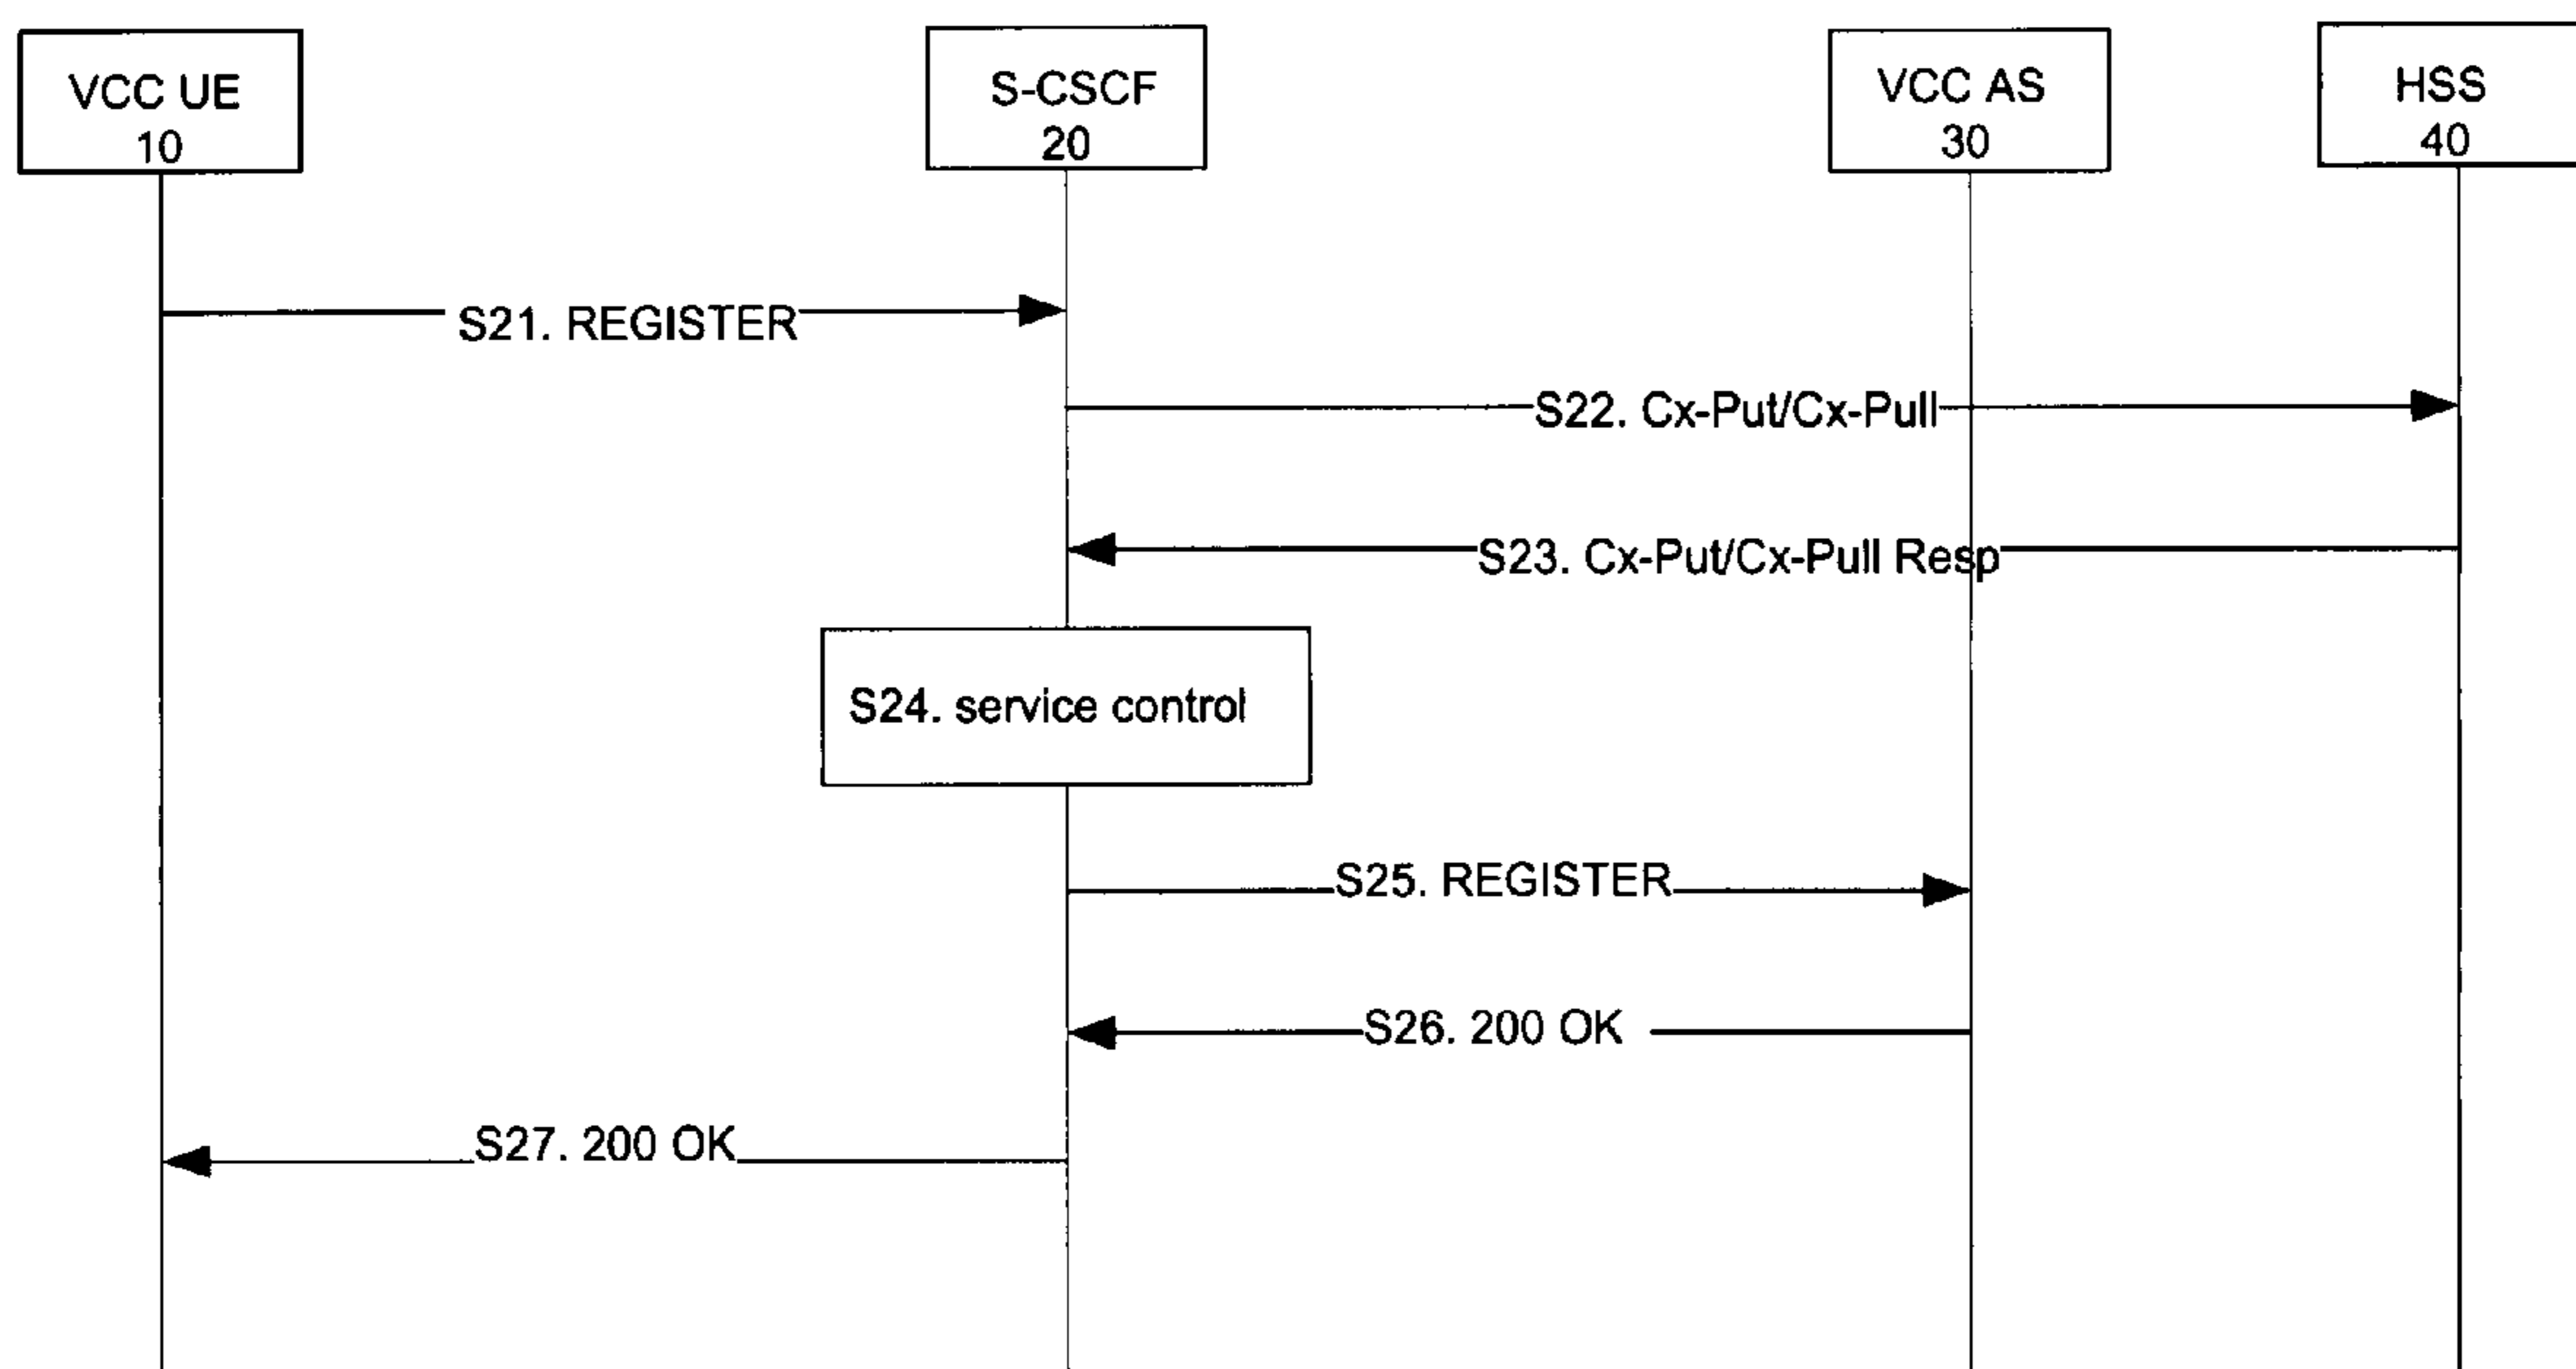 VCC UE
10
S-CSCF
20
VCC AS
30
HSS
40
S21. REGISTER
S22. Cx-Put/Cx-Pull
S23. Cx-Put/Cx-Pull Resp
S24. service control
S25. REGISTER
S26. 200 OK
S27. 200 OK